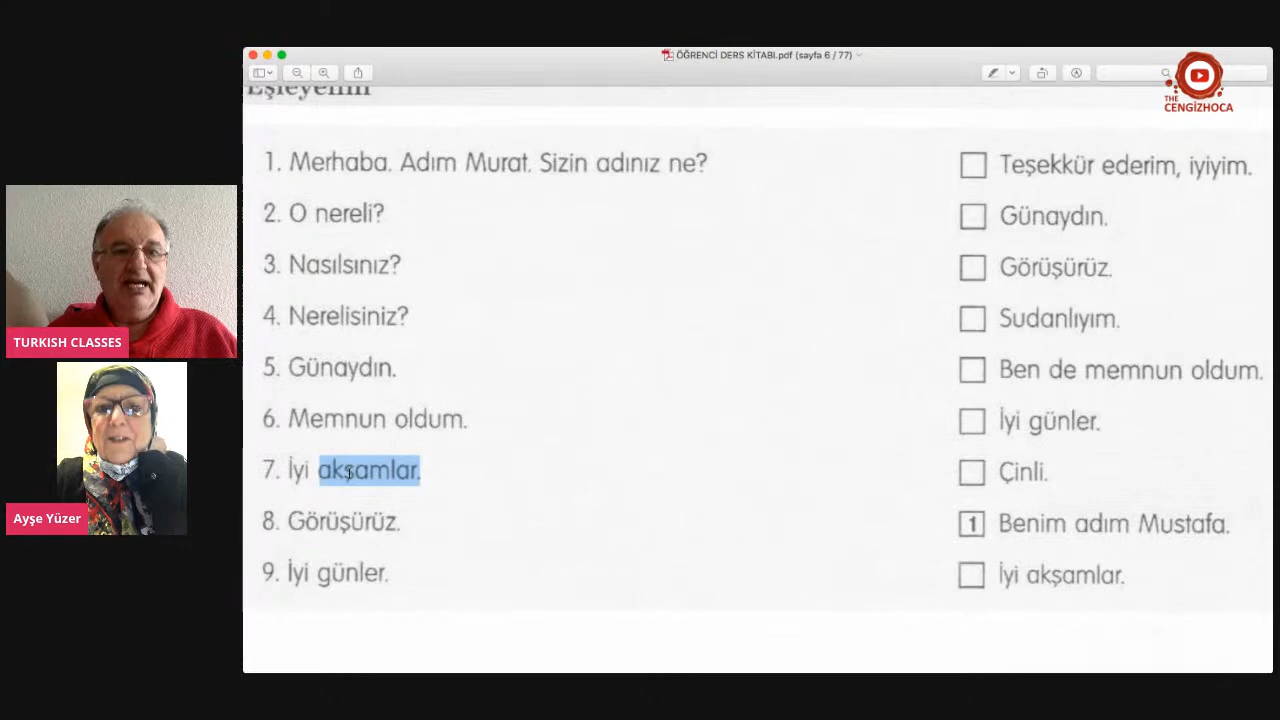 ÖĞRENCİ DERS KİTABI.pdf (sayfa 6 / 77)
THE CENGİZHOCA
Eşleyelim
1. Merhaba. Adım Murat. Sizin adınız ne?
2. O nereli?
3. Nasılsınız?
4. Nerelisiniz?
5. Günaydın.
6. Memnun oldum.
7. İyi akşamlar.
8. Görüşürüz.
9. İyi günler.
Teşekkür ederim, iyiyim.
Günaydın.
Görüşürüz.
Sudanlıyım.
Ben de memnun oldum.
İyi günler.
Çinli.
1 Benim adım Mustafa.
İyi akşamlar.
TURKISH CLASSES
Ayşe Yüzer